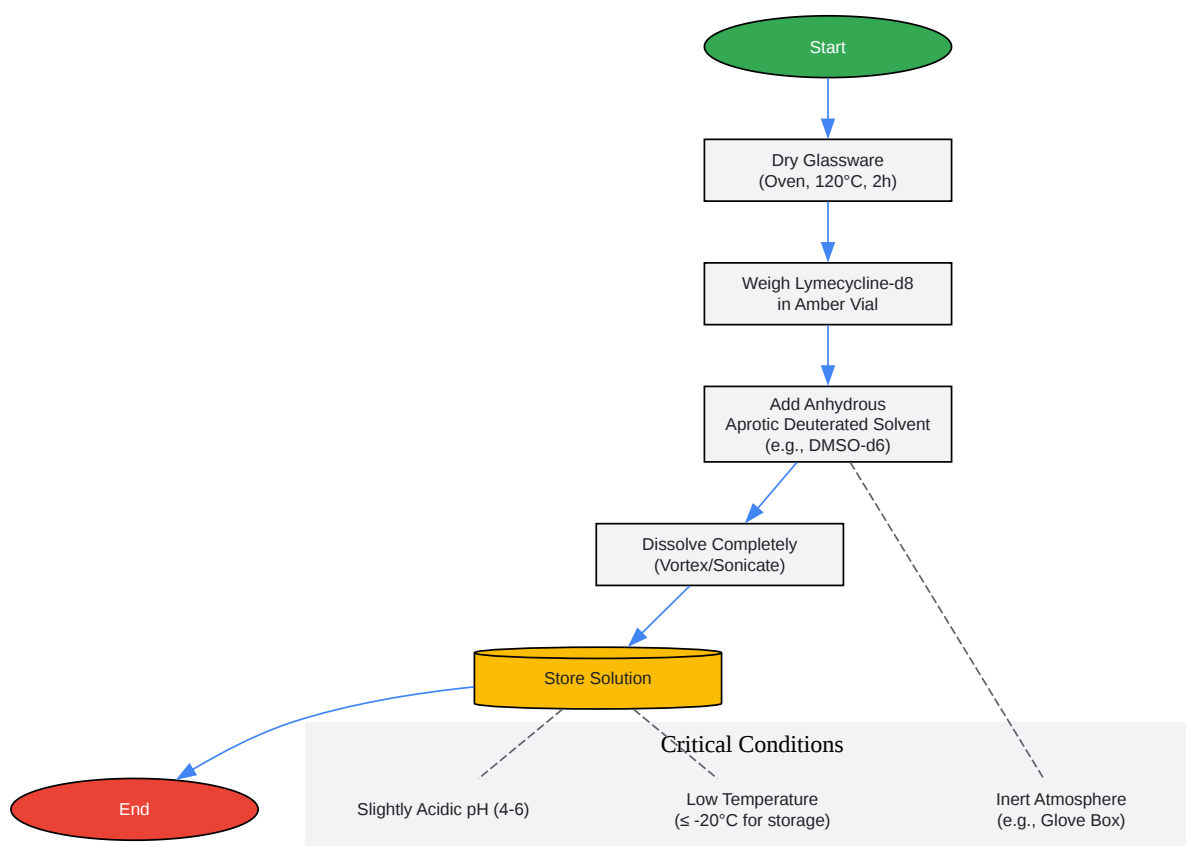 Start
Dry Glassware
(Oven, 120°C, 2h)
Weigh Lymecycline-d8
in Amber Vial
Add Anhydrous
Aprotic Deuterated Solvent
(e.g., DMSO-d6)
Dissolve Completely
(Vortex/Sonicate)
Store Solution
Critical Conditions
End
Slightly Acidic pH (4-6)
Low Temperature
(≤ -20°C for storage)
Inert Atmosphere
(e.g., Glove Box)